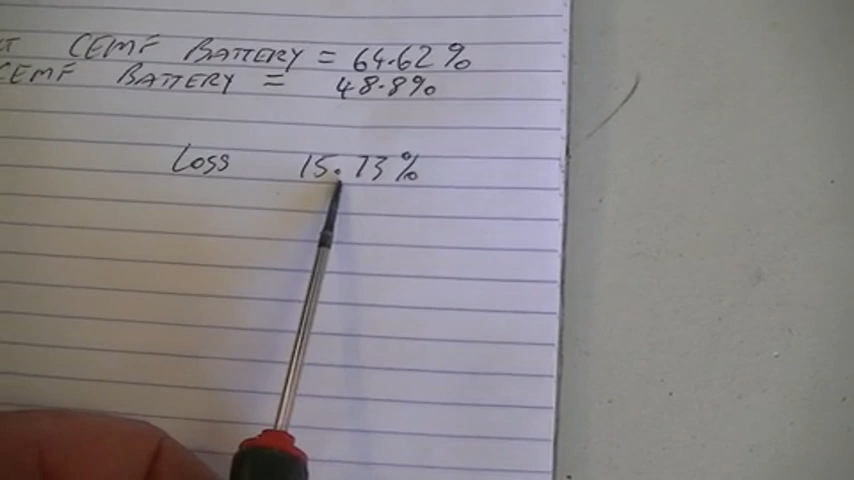 T CEMF BATTERY = 64.62%
CEMF BATTERY = 48.8%
LOSS 15.73%